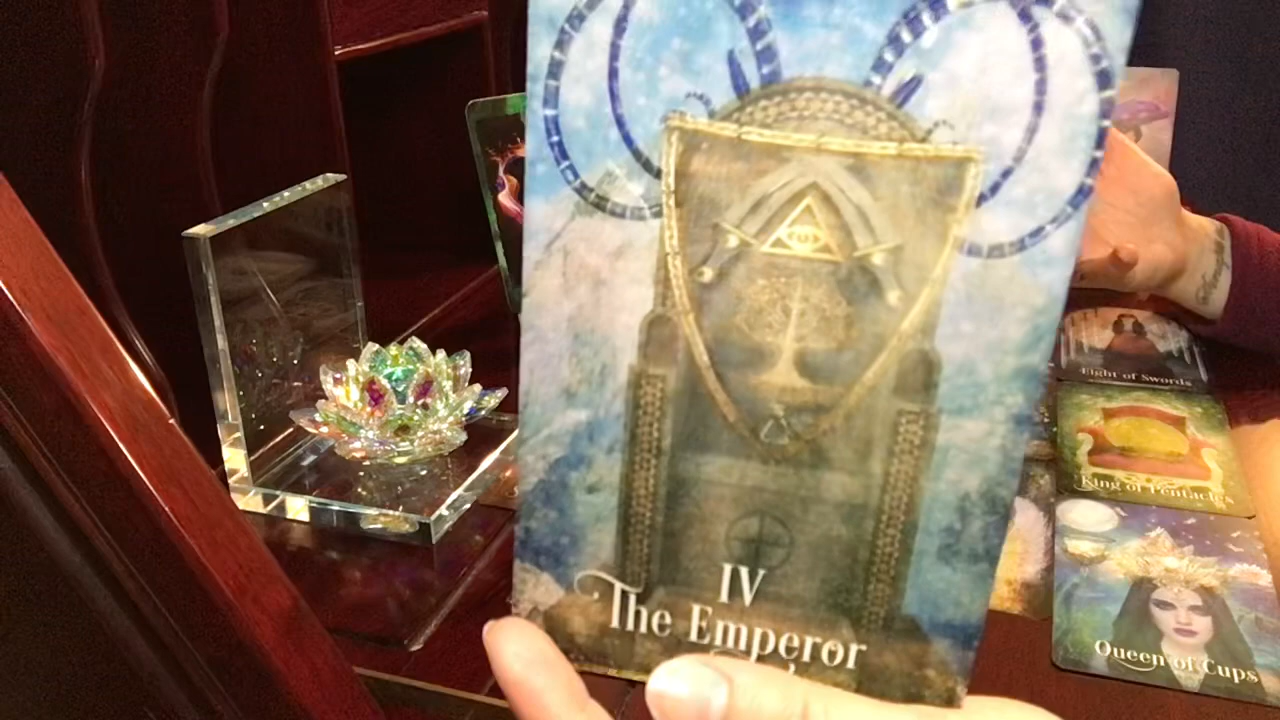 IV
The Emperor
Eight of Swords
King of Pentacles
Queen of Cups